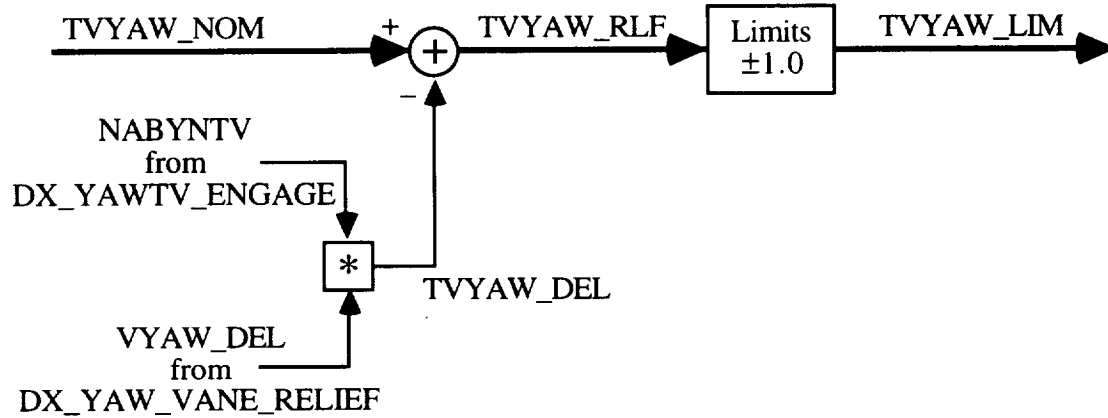 TVYAW_NOM
+
+
TVYAW_RLF
Limits
±1.0
TVYAW_LIM
−
NABYNTV
from
DX_YAWTV_ENGAGE
*
TVYAW_DEL
VYAW_DEL
from
DX_YAW_VANE_RELIEF